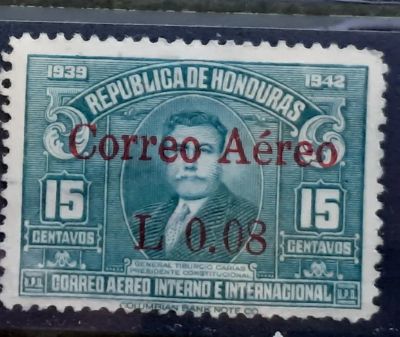 1939 1942
REPUBLICA DE HONDURAS
Correo Aéreo
15 15
CENTAVOS CENTAVOS
L 0.08
GENERAL TIBURCIO CARIAS
PRESIDENTE CONSTITUCIONAL
CORREO AEREO INTERNO E INTERNACIONAL
COLUMBIAN BANK NOTE CO.